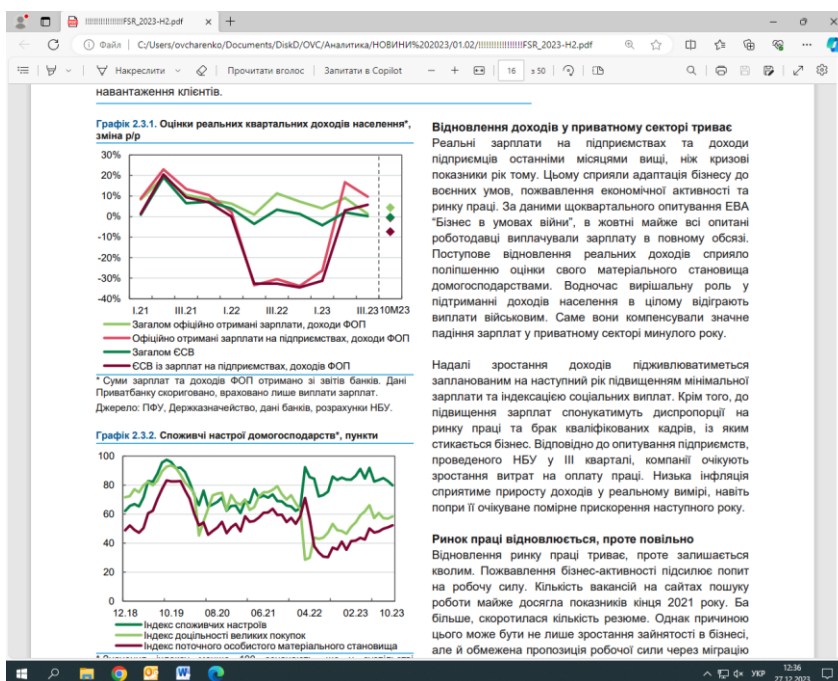 !!!!!!!!!!!!!!!!!!FSR_2023-H2.pdf
Файл
C:/Users/ovcharenko/Documents/DiskD/OVC/Аналитика/НОВИНИ%202023/01.02/!!!!!!!!!!!!!!!!!!FSR_2023-H2.pdf
Накреслити
Прочитати вголос
Запитати в Copilot
16
з 50
навантаження клієнтів.
Графік 2.3.1. Оцінки реальних квартальних доходів населення*,
зміна р/р
30%
20%
10%
0%
-10%
-20%
-30%
-40%
I.21 III.21 I.22 III.22 I.23 III.23 10М23
Загалом офіційно отримані зарплати, доходи ФОП
Офіційно отримані зарплати на підприємствах, доходи ФОП
Загалом ЄСВ
ЄСВ із зарплат на підприємствах, доходів ФОП
* Суми зарплат та доходів ФОП отримано зі звітів банків. Дані
Приватбанку скориговано, враховано лише виплати зарплат.
Джерело: ПФУ, Держказначейство, дані банків, розрахунки НБУ.
Графік 2.3.2. Споживчі настрої домогосподарств*, пункти
100
80
60
40
20
0
12.18 10.19 08.20 06.21 04.22 02.23 10.23
Індекс споживчих настроїв
Індекс доцільності великих покупок
Індекс поточного особистого матеріального становища
Відновлення доходів у приватному секторі триває
Реальні зарплати на підприємствах та доходи
підприємців останніми місяцями вищі, ніж кризові
показники рік тому. Цьому сприяли адаптація бізнесу до
воєнних умов, пожвавлення економічної активності та
ринку праці. За даними щоквартального опитування ЕВА
“Бізнес в умовах війни”, в жовтні майже всі опитані
роботодавці виплачували зарплату в повному обсязі.
Поступове відновлення реальних доходів сприяло
поліпшенню оцінки свого матеріального становища
домогосподарствами. Водночас вирішальну роль у
підтриманні доходів населення в цілому відіграють
виплати військовим. Саме вони компенсували значне
падіння зарплат у приватному секторі минулого року.
Надалі зростання доходів підживлюватиметься
запланованим на наступний рік підвищенням мінімальної
зарплати та індексацією соціальних виплат. Крім того, до
підвищення зарплат спонукатимуть диспропорції на
ринку праці та брак кваліфікованих кадрів, із яким
стикається бізнес. Відповідно до опитування підприємств,
проведеного НБУ у III кварталі, компанії очікують
зростання витрат на оплату праці. Низька інфляція
сприятиме приросту доходів у реальному вимірі, навіть
попри її очікуване помірне прискорення наступного року.
Ринок праці відновлюється, проте повільно
Відновлення ринку праці триває, проте залишається
кволим. Пожвавлення бізнес-активності підсилює попит
на робочу силу. Кількість вакансій на сайтах пошуку
роботи майже досягла показників кінця 2021 року. Ба
більше, скоротилася кількість резюме. Однак причиною
цього може бути не лише зростання зайнятості в бізнесі,
але й обмежена пропозиція робочої сили через міграцію
УКР
12:36
27.12.2023